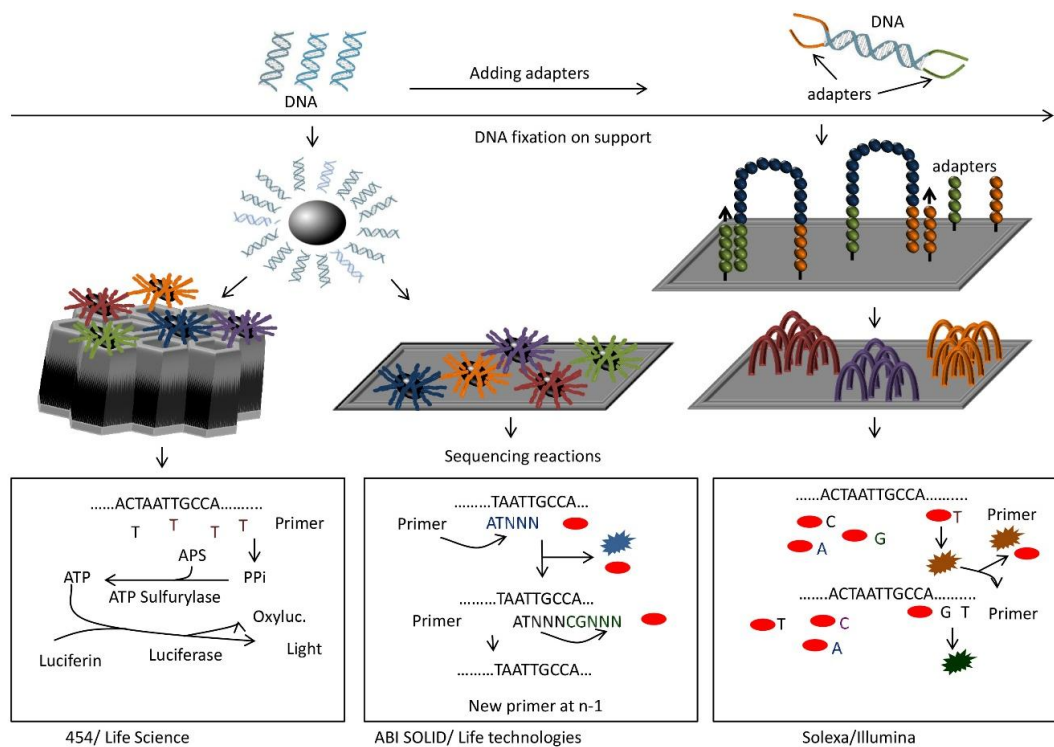 DNA
Adding adapters
DNA
adapters
DNA fixation on support
adapters
Sequencing reactions
......ACTAATTGCCA..........
T T T T Primer
APS
ATP PPi
ATP Sulfurylase
Oxyluc.
Luciferin Luciferase Light
454/ Life Science
.........TAATTGCCA...
Primer ATNNN
.........TAATTGCCA...
Primer ATNNNCGNNN
.........TAATTGCCA...
New primer at n-1
ABI SOLID/ Life technologies
......ACTAATTGCCA..........
C T Primer
A G
......ACTAATTGCCA..........
Primer
T C G T
A
Solexa/Illumina